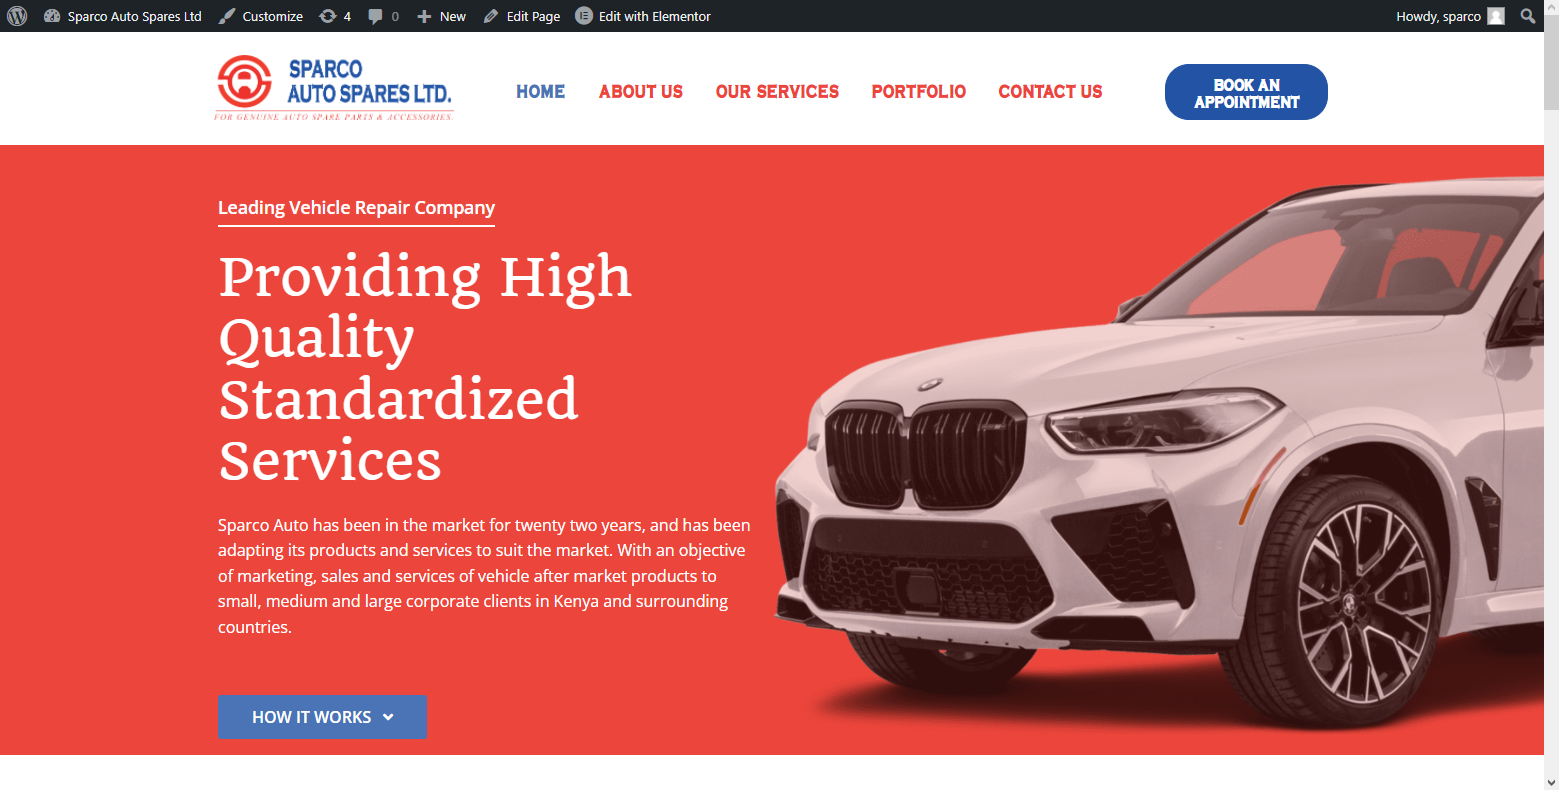 Sparco Auto Spares Ltd Customize 4 0 New Edit Page Edit with Elementor Howdy, sparco
SPARCO
AUTO SPARES LTD.
FOR GENUINE AUTO SPARE PARTS & ACCESSORIES.
HOME ABOUT US OUR SERVICES PORTFOLIO CONTACT US
BOOK AN
APPOINTMENT
Leading Vehicle Repair Company
Providing High
Quality
Standardized
Services
Sparco Auto has been in the market for twenty two years, and has been
adapting its products and services to suit the market. With an objective
of marketing, sales and services of vehicle after market products to
small, medium and large corporate clients in Kenya and surrounding
countries.
HOW IT WORKS